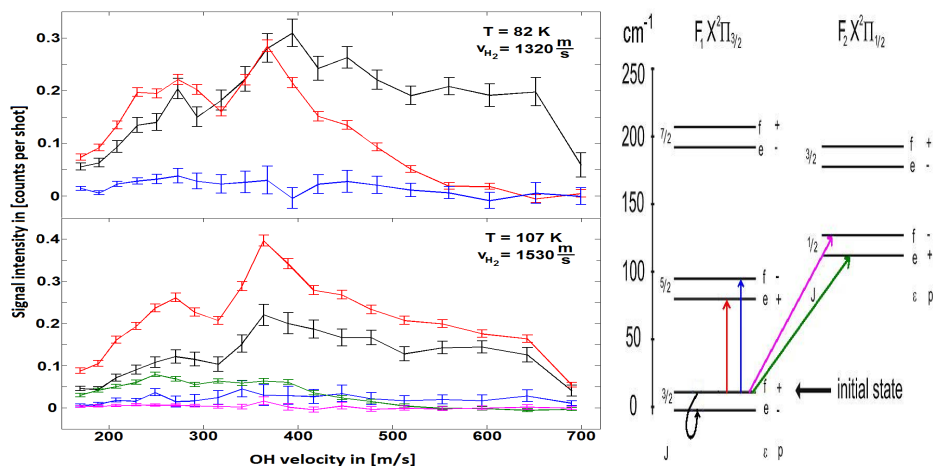 Signal intensity in [counts per shot]
0.3
0.2
0.1
0
T = 82 K
v_H₂ = 1320 m/s
0.4
0.3
0.2
0.1
0
T = 107 K
v_H₂ = 1530 m/s
200 300 400 500 600 700
OH velocity in [m/s]
cm⁻¹
F₁ X²Π₃/₂
F₂ X²Π₁/₂
250
200
150
100
50
0
7/2
f +
e -
5/2
f -
e +
3/2
f +
e -
J
ε p
3/2
f +
e -
1/2
f -
e +
J
ε p
initial state